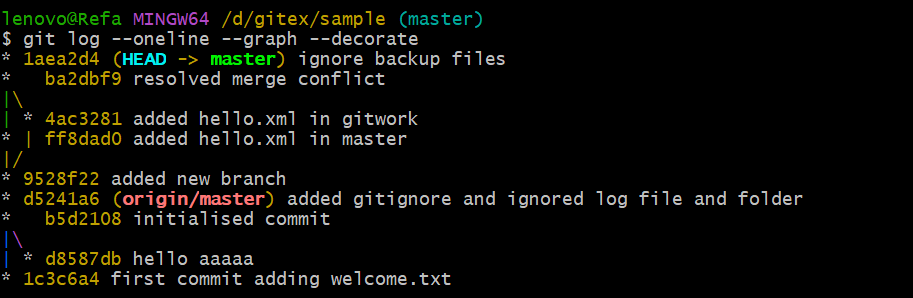 lenovo@Refa MINGW64 /d/gitex/sample (master)
$ git log --oneline --graph --decorate
* 1aea2d4 (HEAD -> master) ignore backup files
*   ba2dbf9 resolved merge conflict
|\
| * 4ac3281 added hello.xml in gitwork
* | ff8dad0 added hello.xml in master
|/
* 9528f22 added new branch
* d5241a6 (origin/master) added gitignore and ignored log file and folder
*   b5d2108 initialised commit
|\
| * d8587db hello aaaaa
* 1c3c6a4 first commit adding welcome.txt